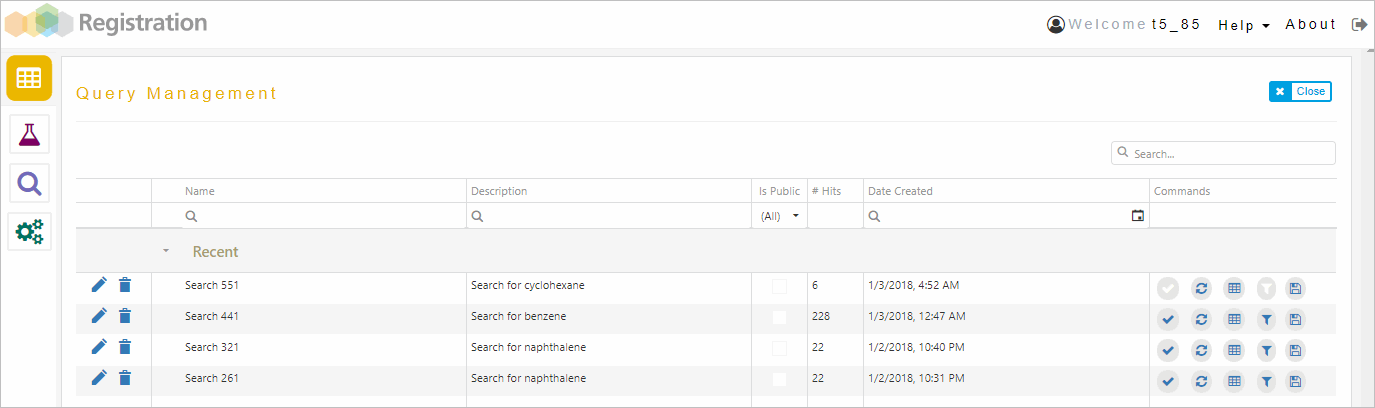 Registration
Welcome t5_85 Help About
Query Management
Close
Search...
Name Description Is Public # Hits Date Created Commands
(All)
Recent
Search 551 Search for cyclohexane 6 1/3/2018, 4:52 AM
Search 441 Search for benzene 228 1/3/2018, 12:47 AM
Search 321 Search for naphthalene 22 1/2/2018, 10:40 PM
Search 261 Search for naphthalene 22 1/2/2018, 10:31 PM